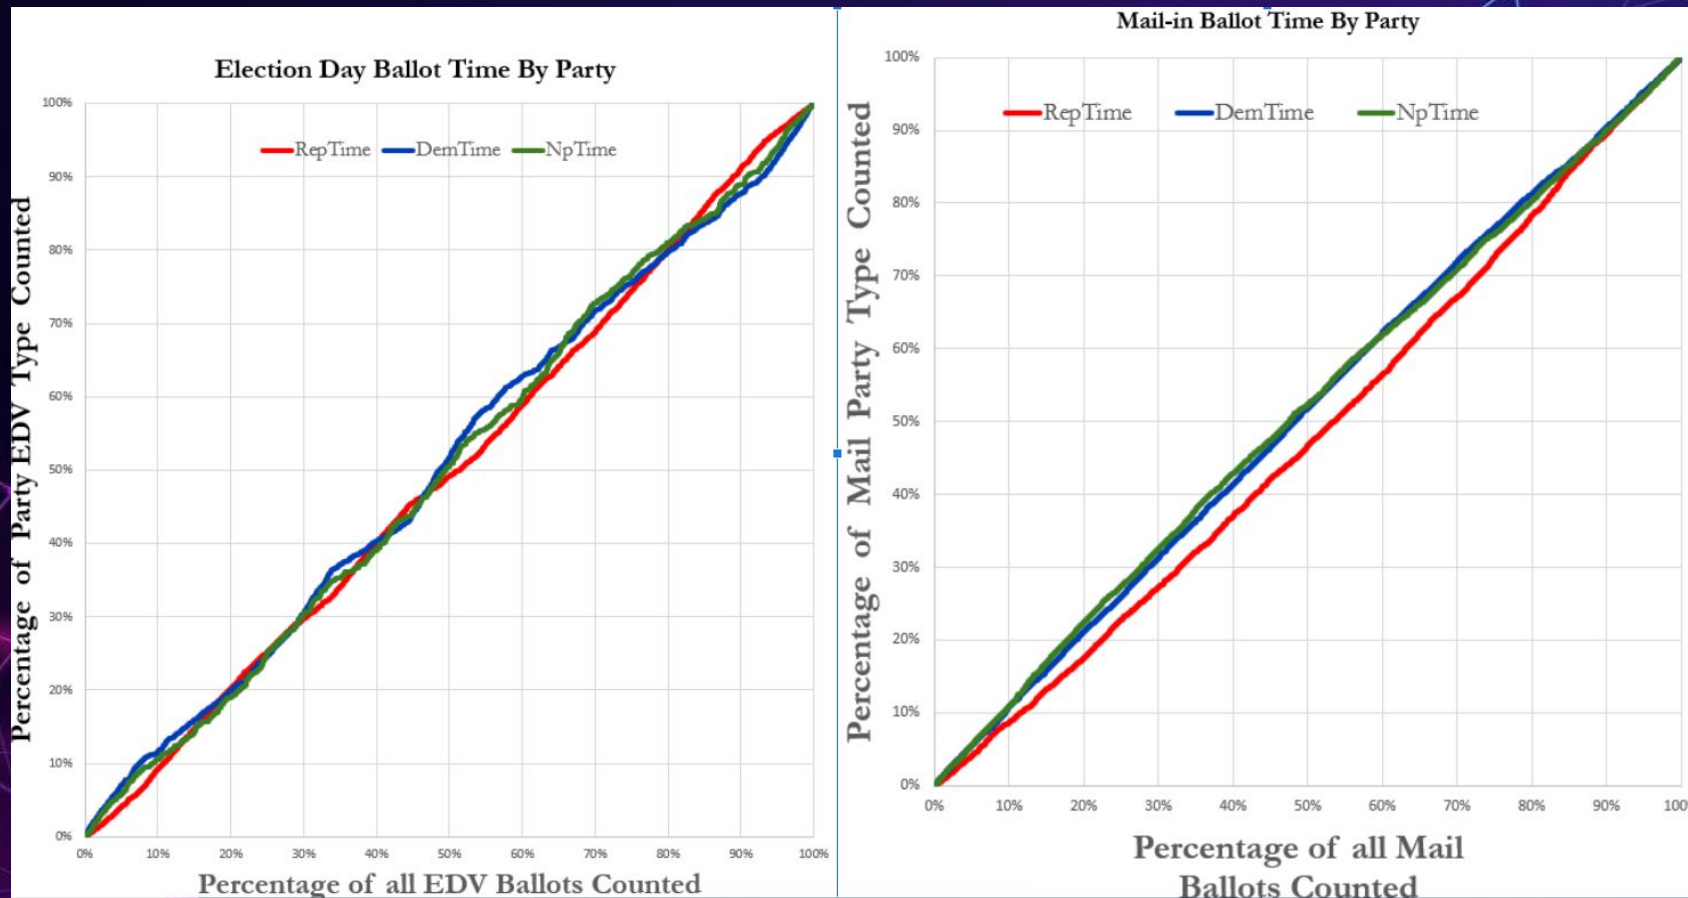 Election Day Ballot Time By Party
RepTime DemTime NpTime
Percentage of Party EDV Type Counted
100%
90%
80%
70%
60%
50%
40%
30%
20%
10%
0%
0% 10% 20% 30% 40% 50% 60% 70% 80% 90% 100%
Percentage of all EDV Ballots Counted
Mail-in Ballot Time By Party
RepTime DemTime NpTime
Percentage of Mail Party Type Counted
100%
90%
80%
70%
60%
50%
40%
30%
20%
10%
0%
0% 10% 20% 30% 40% 50% 60% 70% 80% 90% 100
Percentage of all Mail
Ballots Counted